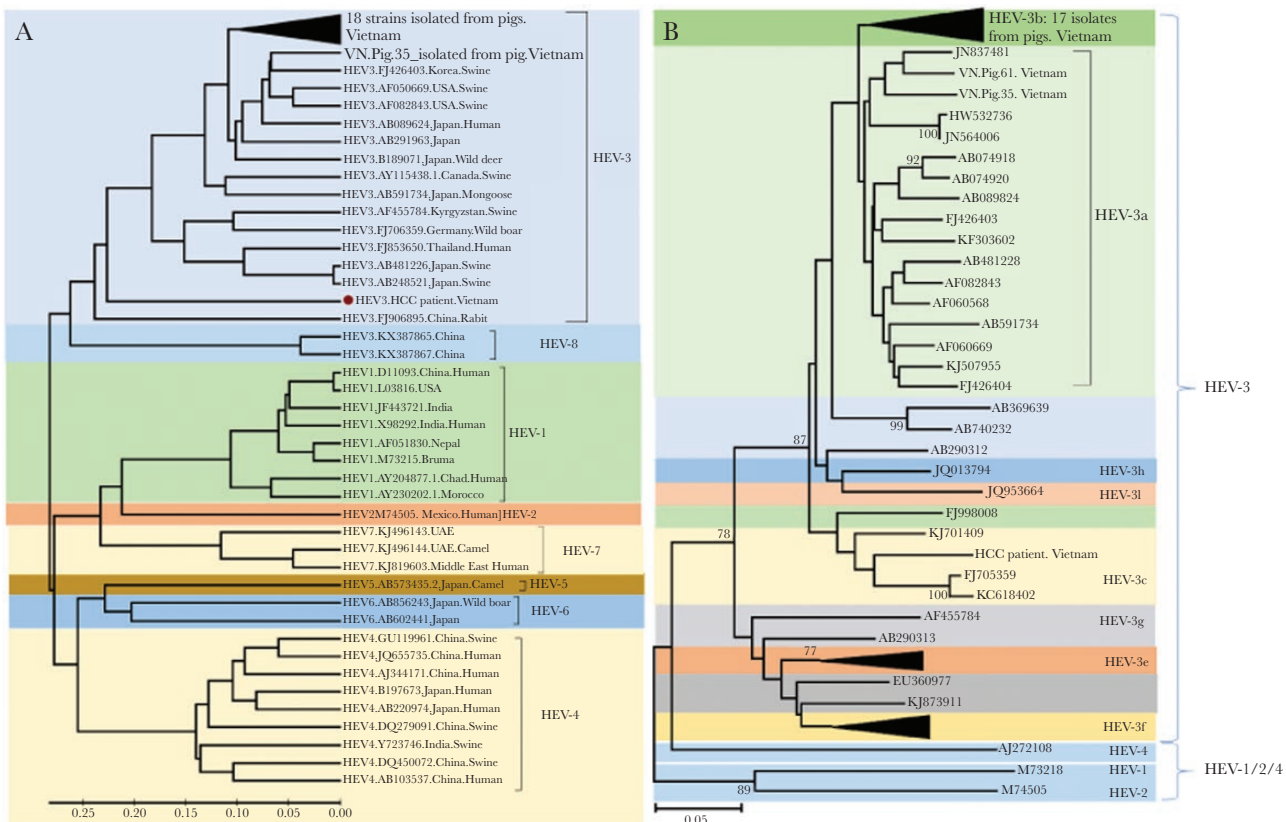 A
18 strains isolated from pigs.
Vietnam
VN.Pig.35_isolated from pig.Vietnam
HEV3.FJ426403.Korea.Swine
HEV3.AF050669.USA.Swine
HEV3.AF082843.USA.Swine
HEV3.AB089624.Japan.Human
HEV3.AB291963.Japan
HEV3.B189071.Japan.Wild deer
HEV3.AY115438.1.Canada.Swine
HEV3.AB591734.Japan.Mongoose
HEV3.AF455784.Kyrgyzstan.Swine
HEV3.FJ706359.Germany.Wild boar
HEV3.FJ853650.Thailand.Human
HEV3.AB481226.Japan.Swine
HEV3.AB248521.Japan.Swine
HEV3.HCC patient.Vietnam
HEV3.FJ906895.China.Rabit
HEV-3
HEV3.KX387865.China
HEV3.KX387867.China
HEV-8
HEV1.D11093.China.Human
HEV1.L03816.USA
HEV1.JF443721.India
HEV1.X98292.India.Human
HEV1.AF051830.Nepal
HEV1.M73215.Bruma
HEV1.AY204877.1.Chad.Human
HEV1.AY230202.1.Morocco
HEV-1
HEV2M74505. Mexico.Human]HEV-2
HEV7.KJ496143.UAE
HEV7.KJ496144.UAE.Camel
HEV7.KJ819603.Middle East Human
HEV-7
HEV5.AB573435.2.Japan.Camel
HEV-5
HEV6.AB856243.Japan.Wild boar
HEV6.AB602441.Japan
HEV-6
HEV4.GU119961.China.Swine
HEV4.JQ655735.China.Human
HEV4.AJ344171.China.Human
HEV4.B197673.Japan.Human
HEV4.AB220974.Japan.Human
HEV4.DQ279091.China.Swine
HEV4.Y723746.India.Swine
HEV4.DQ450072.China.Swine
HEV4.AB103537.China.Human
HEV-4
0.25 0.20 0.15 0.10 0.05 0.00
B
HEV-3b: 17 isolates
from pigs. Vietnam
JN837481
VN.Pig.61. Vietnam
VN.Pig.35. Vietnam
HW532736
100
JN564006
92
AB074918
AB074920
AB089824
FJ426403
KF303602
AB481228
AF082843
AF060568
AB591734
AF060669
KJ507955
FJ426404
HEV-3a
AB369639
99
AB740232
87
AB290312
JQ013794
HEV-3h
JQ953664
HEV-3l
FJ998008
78
KJ701409
HCC patient. Vietnam
FJ705359
100
KC618402
HEV-3c
AF455784
HEV-3g
AB290313
77
HEV-3e
EU360977
KJ873911
HEV-3f
HEV-3
AJ272108
HEV-4
M73218
HEV-1
89
M74505
HEV-2
HEV-1/2/4
0.05